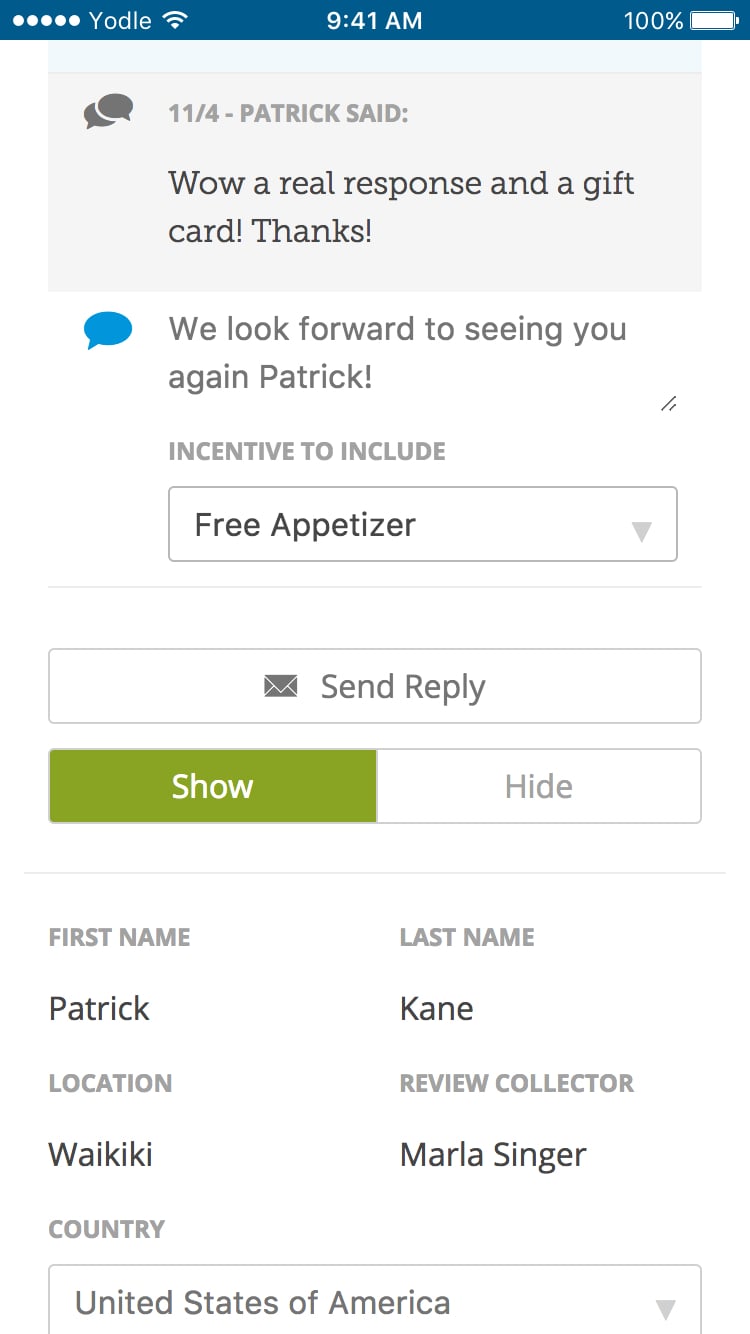 Yodle 9:41 AM 100%
11/4 - PATRICK SAID:
Wow a real response and a gift
card! Thanks!
We look forward to seeing you
again Patrick!
INCENTIVE TO INCLUDE
Free Appetizer
Send Reply
Show Hide
FIRST NAME LAST NAME
Patrick Kane
LOCATION REVIEW COLLECTOR
Waikiki Marla Singer
COUNTRY
United States of America